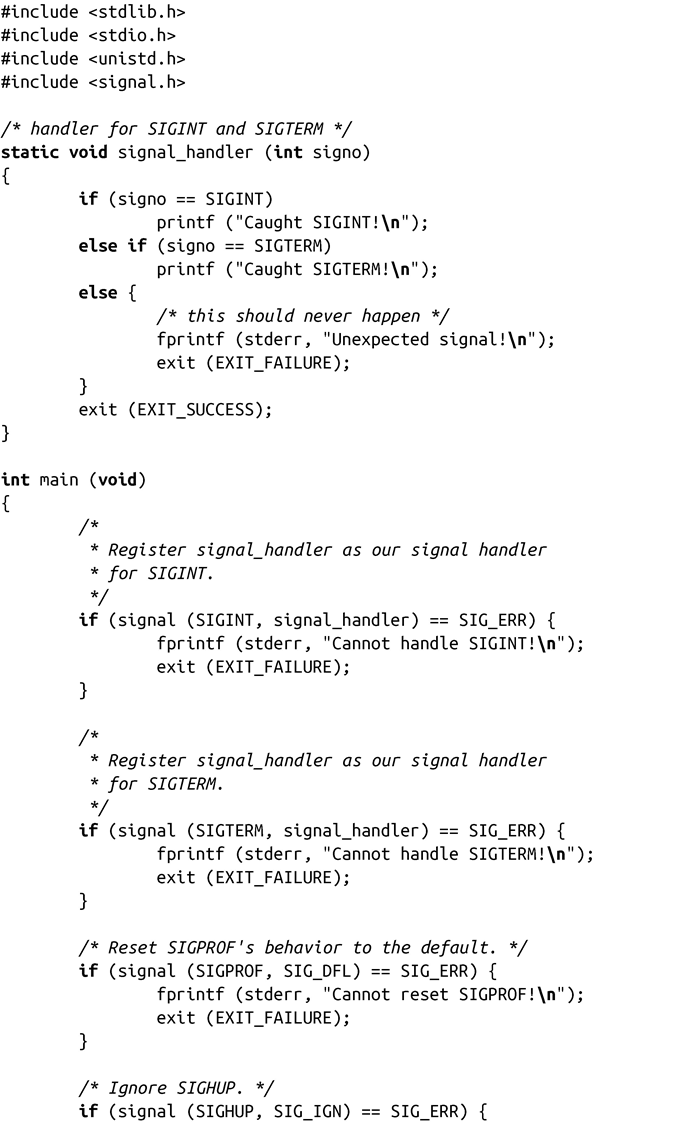 #include <stdlib.h>
#include <stdio.h>
#include <unistd.h>
#include <signal.h>

/* handler for SIGINT and SIGTERM */
static void signal_handler (int signo)
{
        if (signo == SIGINT)
                printf ("Caught SIGINT!\n");
        else if (signo == SIGTERM)
                printf ("Caught SIGTERM!\n");
        else {
                /* this should never happen */
                fprintf (stderr, "Unexpected signal!\n");
                exit (EXIT_FAILURE);
        }
        exit (EXIT_SUCCESS);
}

int main (void)
{
        /*
         * Register signal_handler as our signal handler
         * for SIGINT.
         */
        if (signal (SIGINT, signal_handler) == SIG_ERR) {
                fprintf (stderr, "Cannot handle SIGINT!\n");
                exit (EXIT_FAILURE);
        }

        /*
         * Register signal_handler as our signal handler
         * for SIGTERM.
         */
        if (signal (SIGTERM, signal_handler) == SIG_ERR) {
                fprintf (stderr, "Cannot handle SIGTERM!\n");
                exit (EXIT_FAILURE);
        }

        /* Reset SIGPROF's behavior to the default. */
        if (signal (SIGPROF, SIG_DFL) == SIG_ERR) {
                fprintf (stderr, "Cannot reset SIGPROF!\n");
                exit (EXIT_FAILURE);
        }

        /* Ignore SIGHUP. */
        if (signal (SIGHUP, SIG_IGN) == SIG_ERR) {